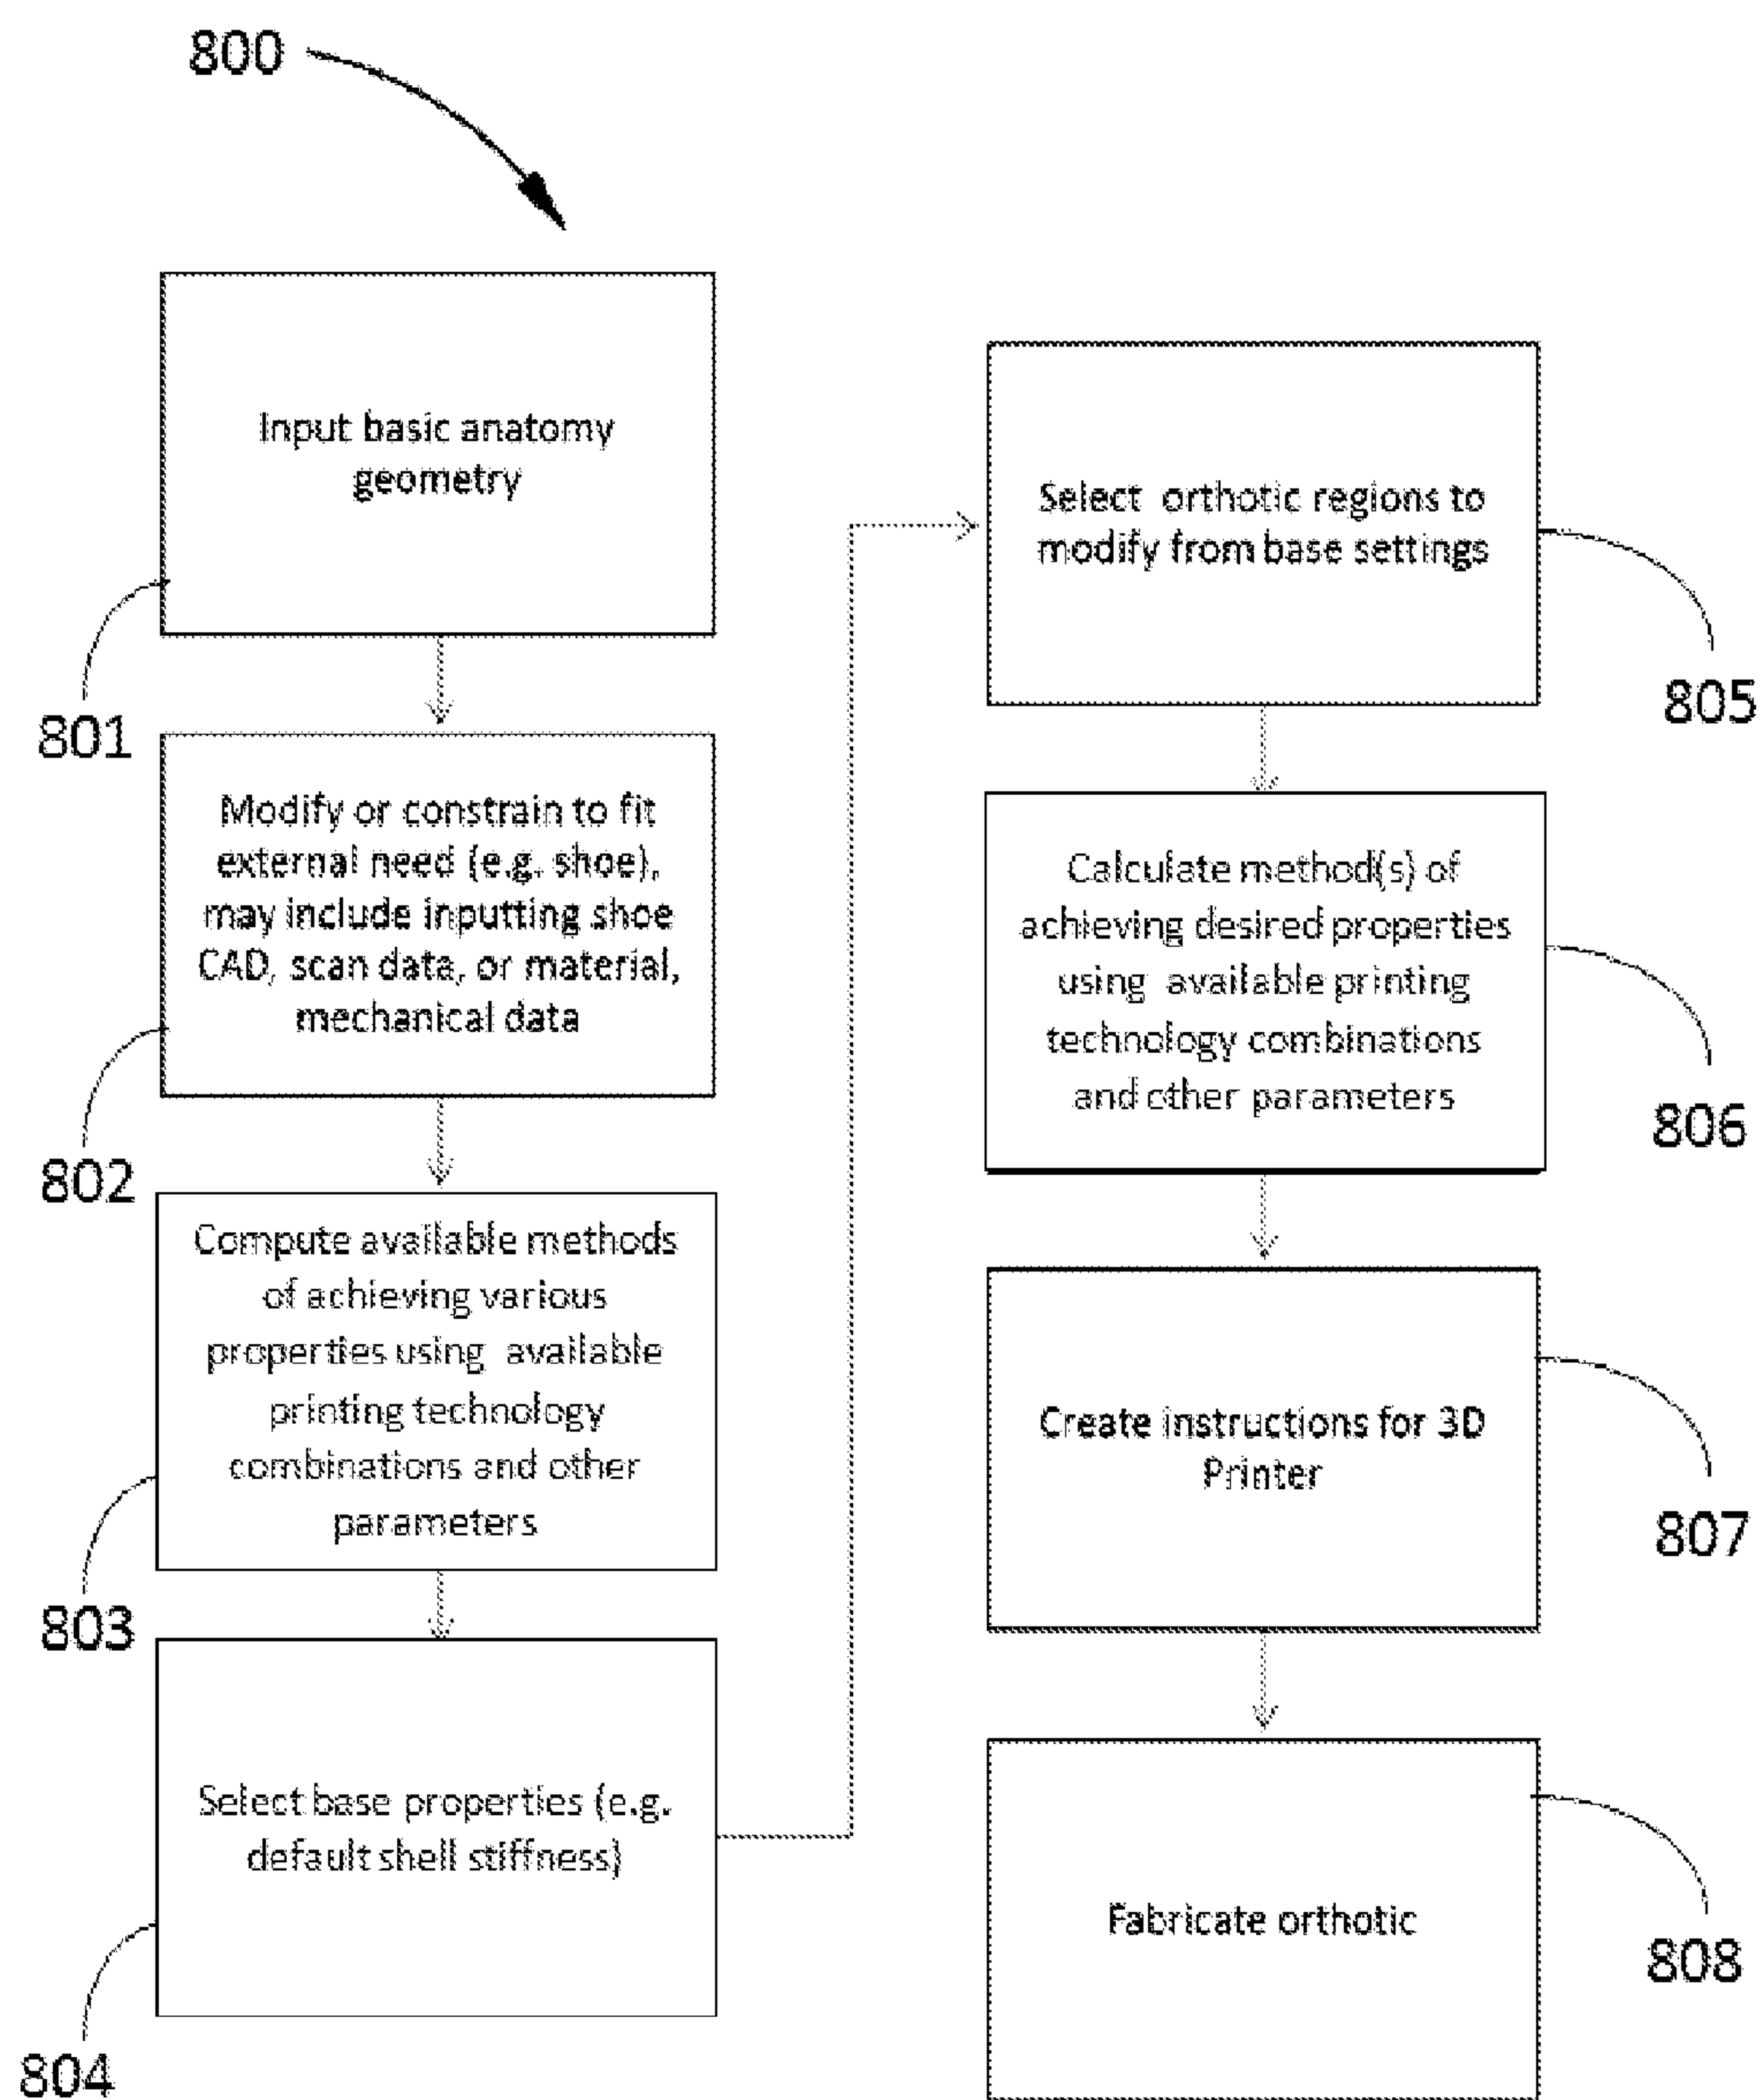 800
Input basic anatomy
geometry
801
Modify or constrain to fit
external need (e.g. shoe),
may include inputting shoe
CAD, scan data, or material,
mechanical data
802
Compute available methods
of achieving various
properties using available
printing technology
combinations and other
parameters
803
Select base properties (e.g.
default shell stiffness)
804
Select orthotic regions to
modify from base settings
805
Calculate method(s) of
achieving desired properties
using available printing
technology combinations
and other parameters
806
Create instructions for 3D
Printer
807
Fabricate orthotic
808